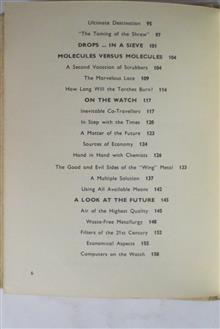 Ultimate Destination 95
"The Taming of the Shrew" 97
DROPS ... IN A SIEVE 101
MOLECULES VERSUS MOLECULES 104
A Second Vocation of Scrubbers 104
The Marvelous Lace 109
How Long Will the Torches Burn? 111
ON THE WATCH 117
Inevitable Co-Travellers 117
In Step with the Times 120
A Matter of the Future 123
Sources of Economy 124
Hand in Hand with Chemists 126
The Good and Evil Sides of the "Wing" Metal 133
A Multiple Solution 137
Using All Available Means 142
A LOOK AT THE FUTURE 145
Air of the Highest Quality 145
Waste-Free Metallurgy 148
Filters of the 21st Century 152
Economical Aspects 155
Computers on the Watch 158
6